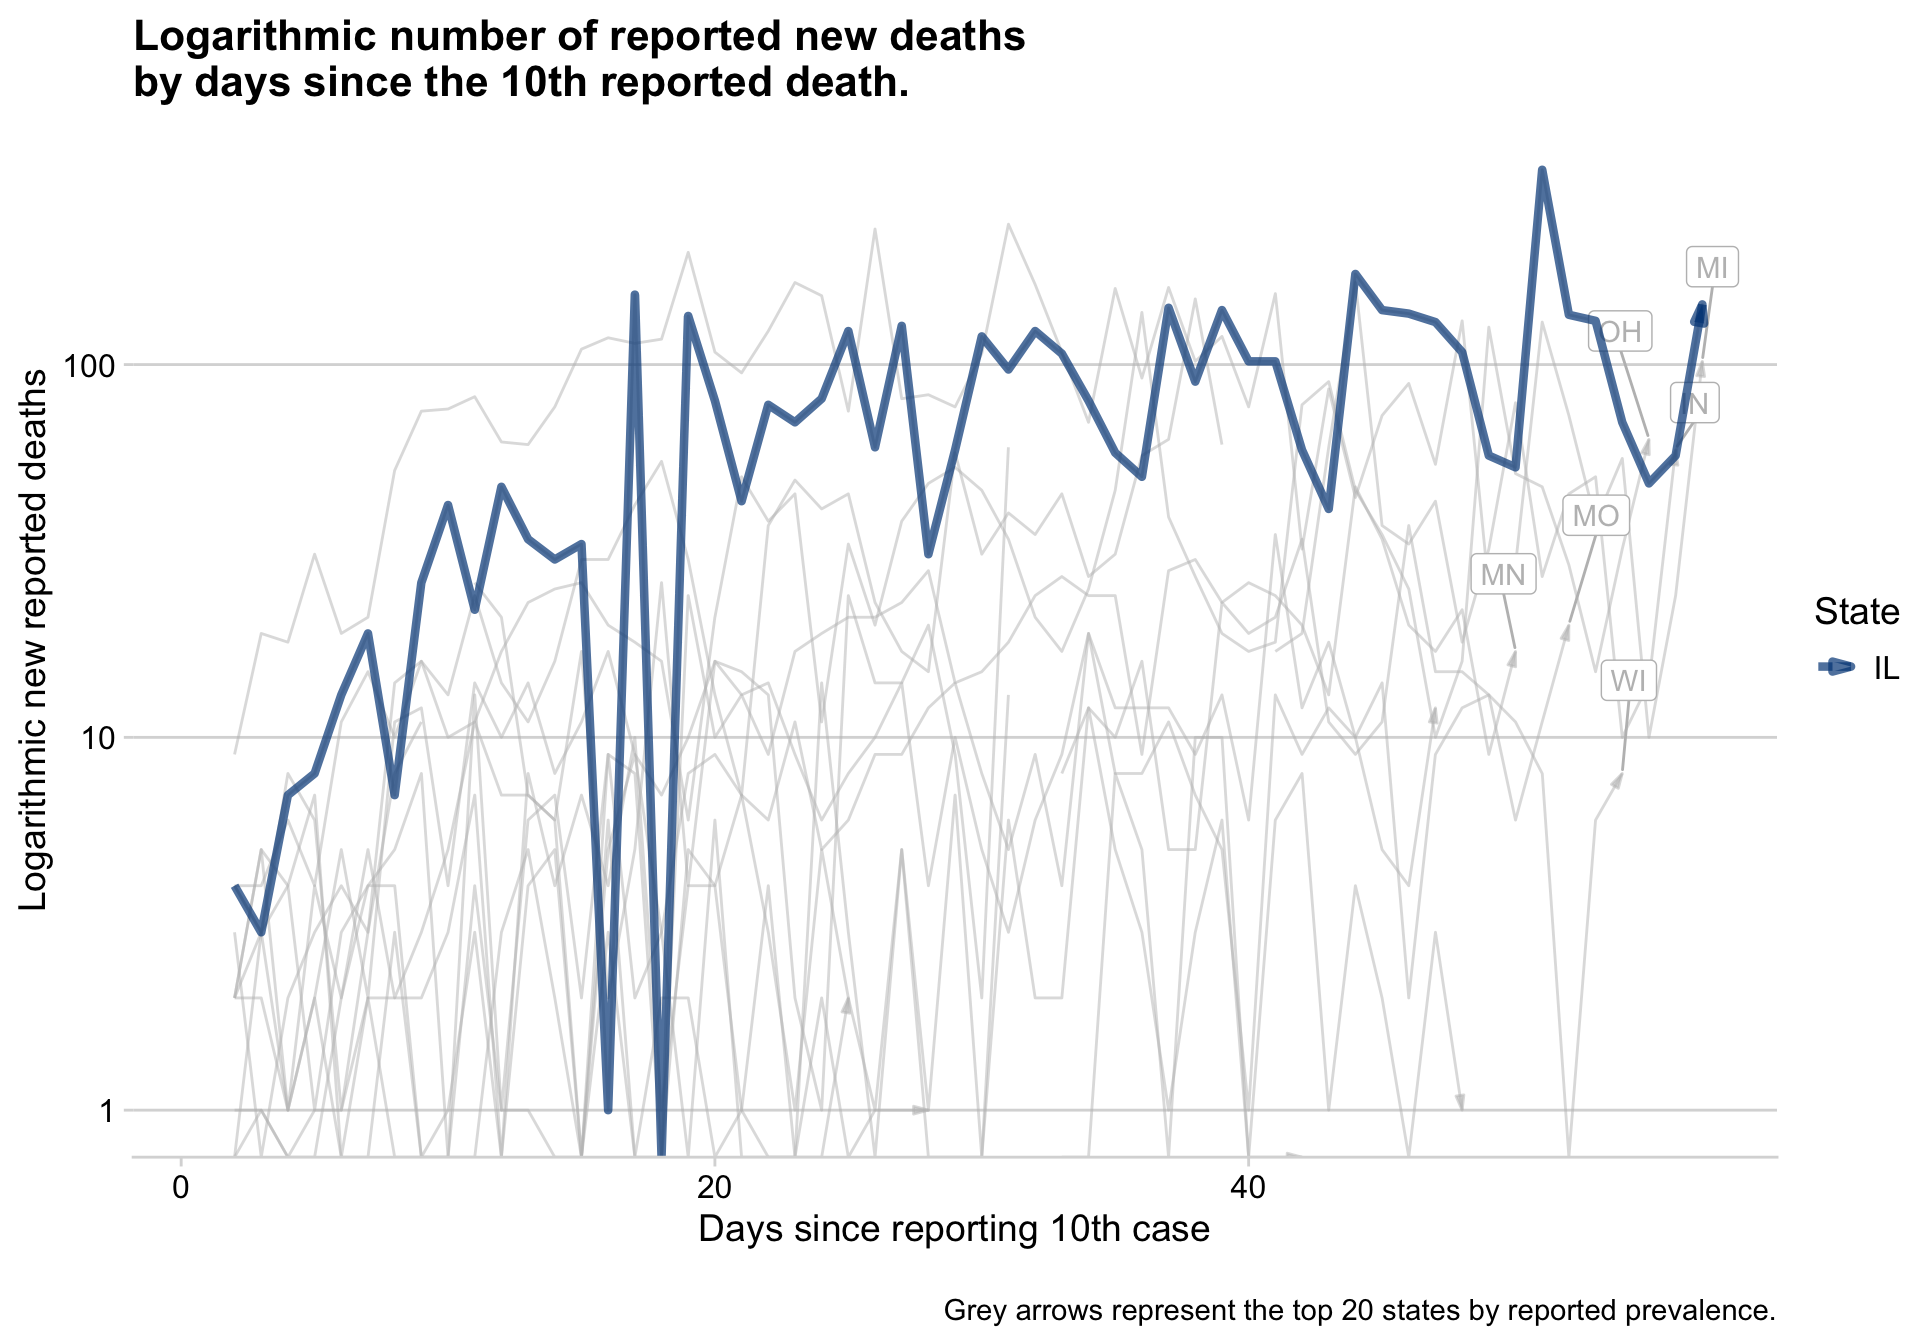 Logarithmic number of reported new deaths
by days since the 10th reported death.
Logarithmic new reported deaths
100
10
1
MI
OH
IN
MO
MN
WI
State
IL
0
20
40
Days since reporting 10th case
Grey arrows represent the top 20 states by reported prevalence.